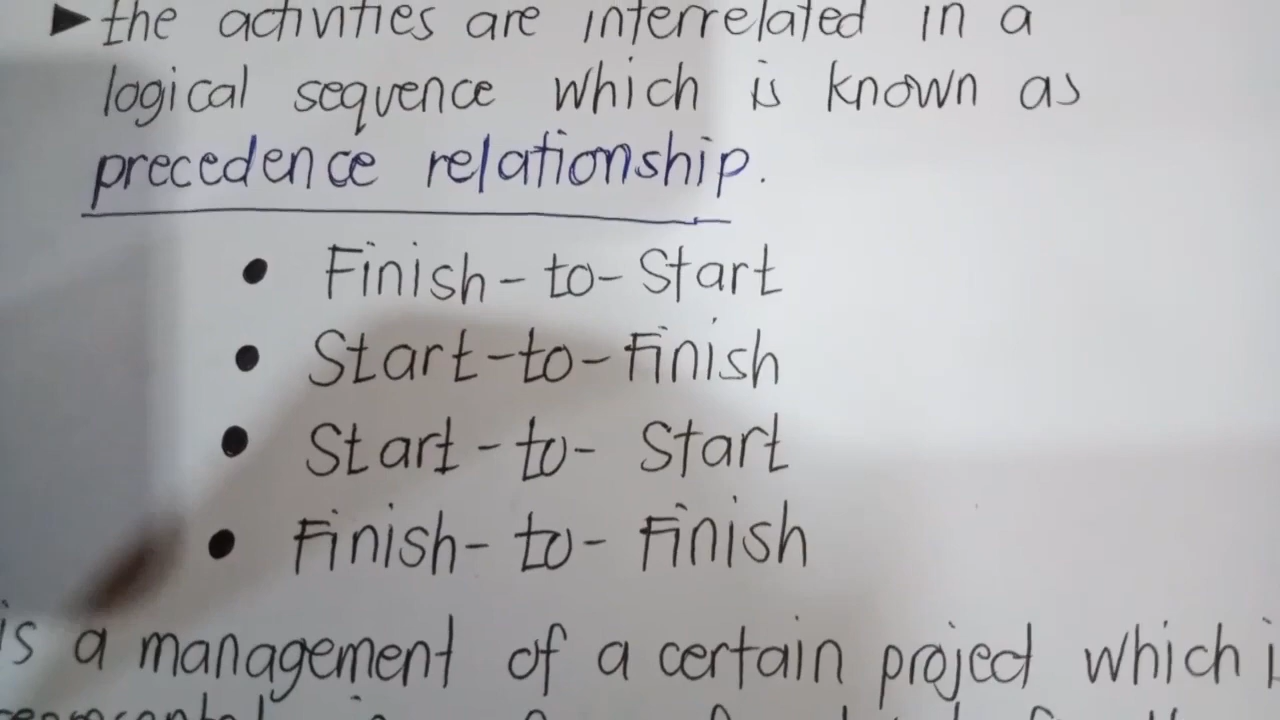 ▶ the activities are interrelated in a
logical sequence which is known as
precedence relationship.
• Finish-to-Start
• Start-to-Finish
• Start-to-Start
• Finish-to-Finish
is a management of a certain project which i